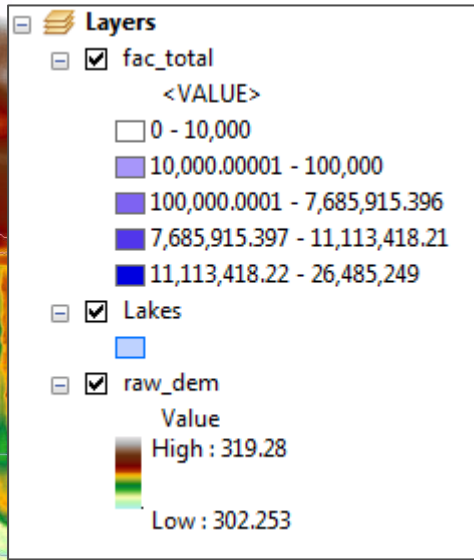 Layers
fac_total
<VALUE>
0 - 10,000
10,000.00001 - 100,000
100,000.0001 - 7,685,915.396
7,685,915.397 - 11,113,418.21
11,113,418.22 - 26,485,249
Lakes
raw_dem
Value
High : 319.28
Low : 302.253